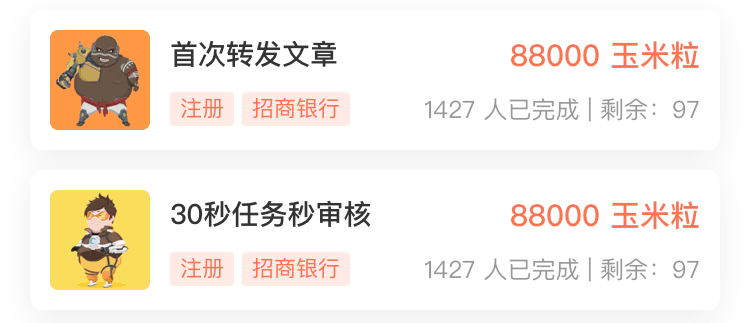 首次转发文章 88000 玉米粒
注册 招商银行 1427 人已完成 | 剩余：97
30秒任务秒审核 88000 玉米粒
注册 招商银行 1427 人已完成 | 剩余：97